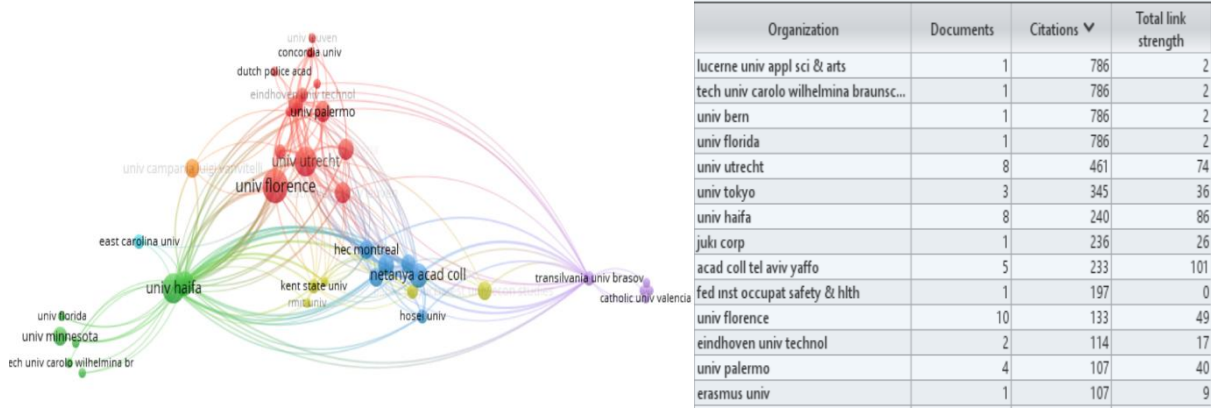 univ leuven
concordia univ
dutch police acad
eindhoven univ technol
univ palermo
univ utrecht
univ campania luigi vanvitelli
univ florence
east carolina univ
hec montreal
netanya acad coll
transilvania univ brasov
kent state univ
univ haifa
catholic univ valencia
rmit univ
hosei univ
univ florida
univ minnesota
ech univ carolo wilhelmina br
Organization Documents Citations Total link strength
lucerne univ appl sci & arts 1 786 2
tech univ carolo wilhelmina braunsc... 1 786 2
univ bern 1 786 2
univ florida 1 786 2
univ utrecht 8 461 74
univ tokyo 3 345 36
univ haifa 8 240 86
juki corp 1 236 26
acad coll tel aviv yaffo 5 233 101
fed inst occupat safety & hlth 1 197 0
univ florence 10 133 49
eindhoven univ technol 2 114 17
univ palermo 4 107 40
erasmus univ 1 107 9